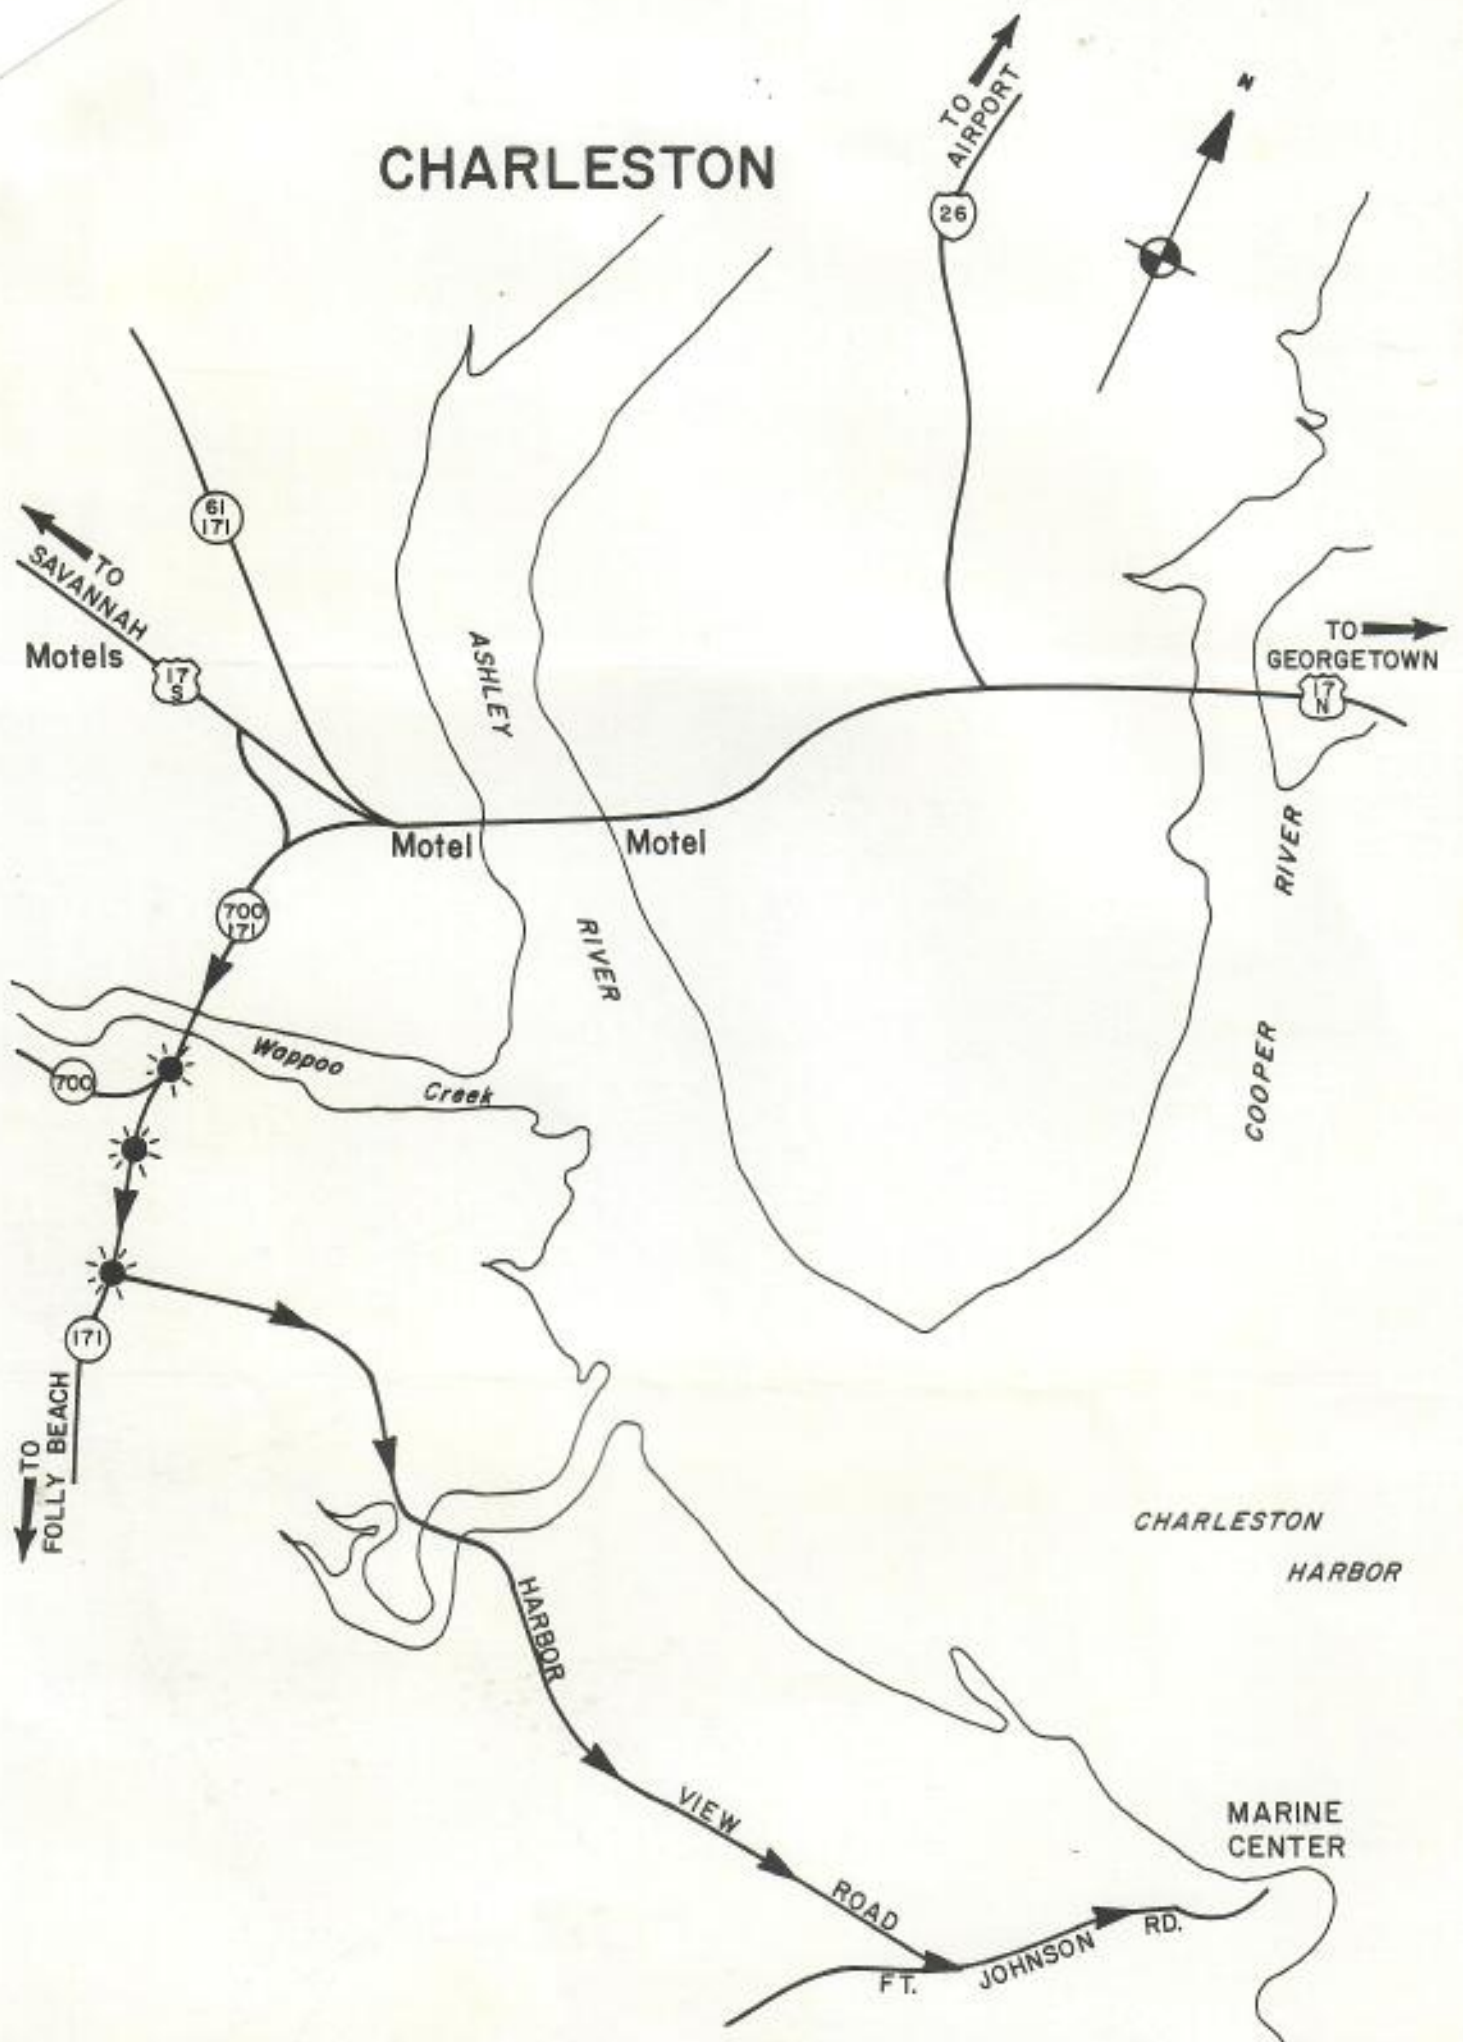 CHARLESTON
TO
AIRPORT
26
N
61
171
TO
SAVANNAH
Motels
17
S
ASHLEY
RIVER
TO
GEORGETOWN
17
N
Motel
Motel
RIVER
COOPER
700
171
Wappoo
Creek
700
171
TO
FOLLY BEACH
CHARLESTON
HARBOR
HARBOR
VIEW
ROAD
MARINE
CENTER
FT.
JOHNSON
RD.